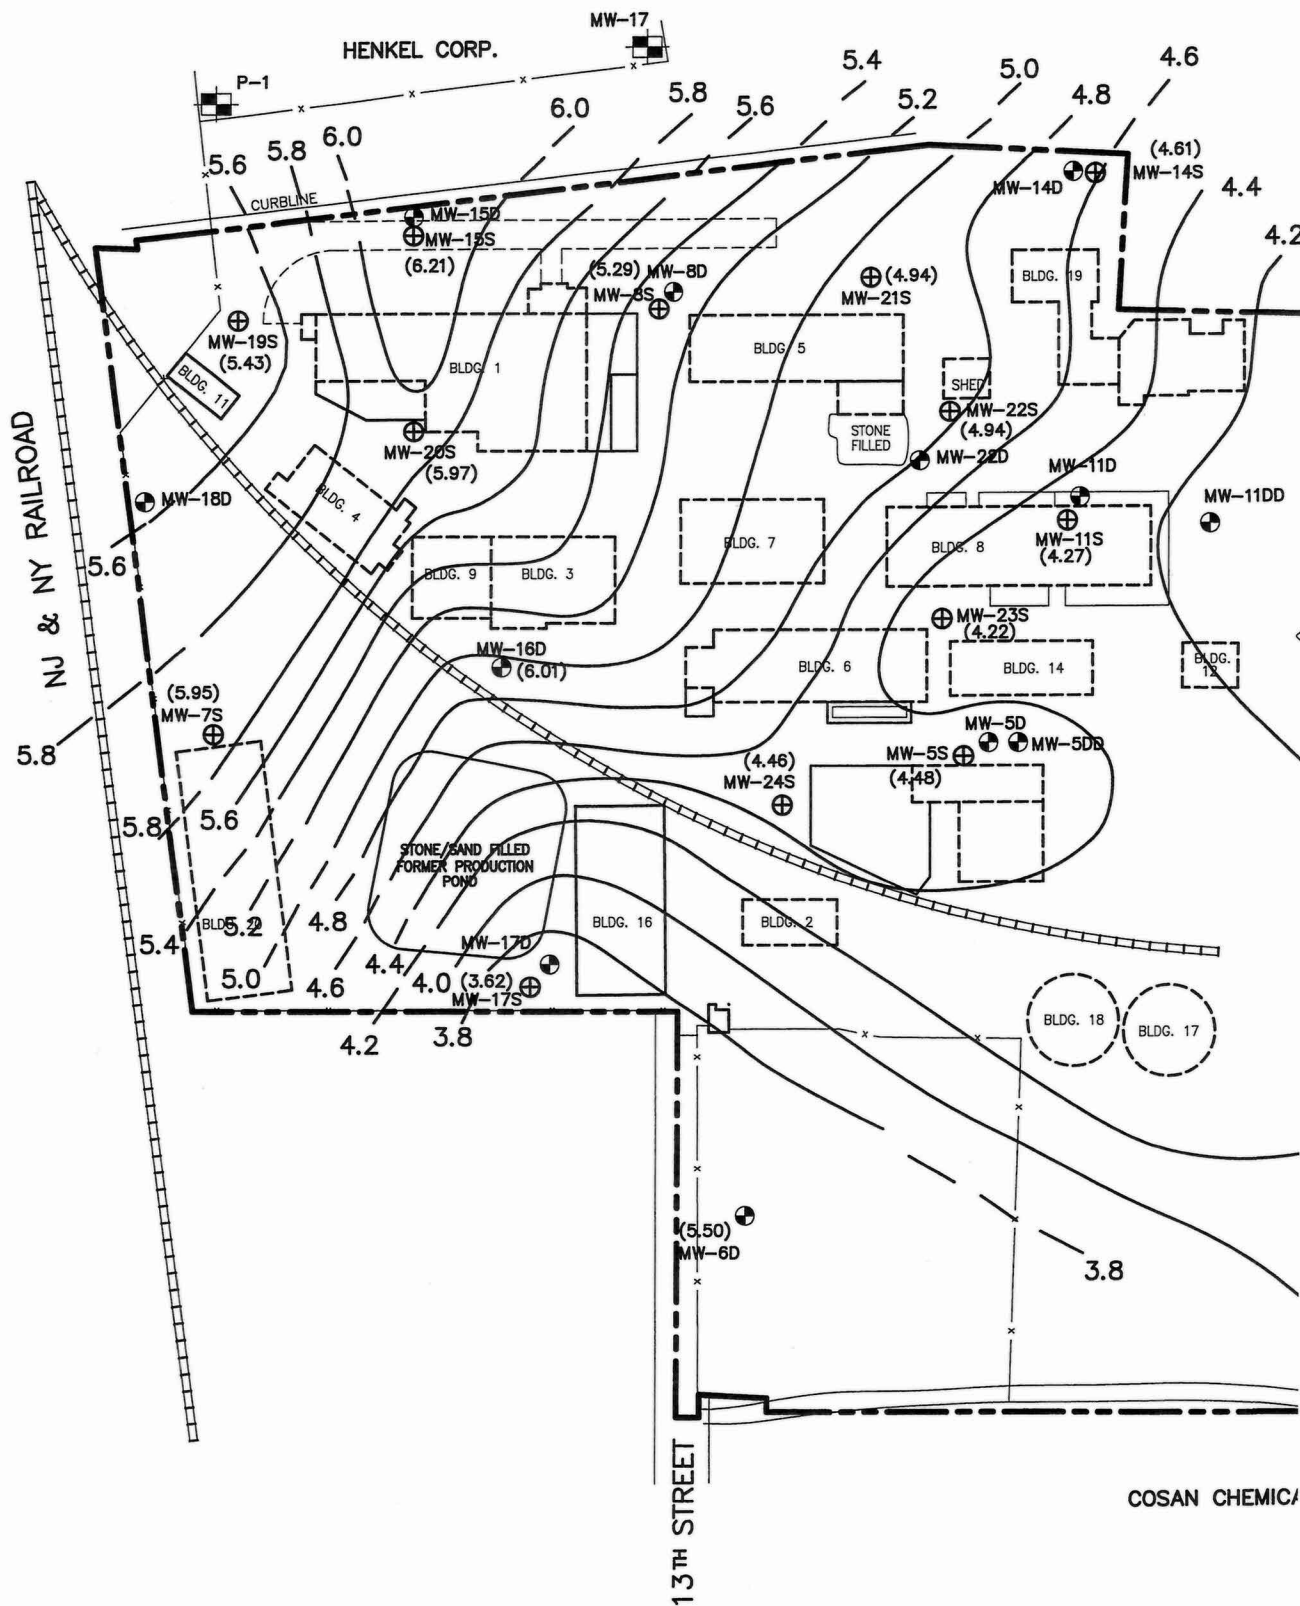 MW-17
HENKEL CORP.
P-1
5.4
5.0
4.6
5.8
5.2
4.8
6.0
5.6
6.0
5.8
5.6
(4.61)
MW-14D
MW-14S
4.4
CURBLINE
MW-15D
MW-15S
(6.21)
4.2
(5.29)
MW-8D
MW-8S
(4.94)
MW-21S
BLDG. 19
MW-19S
(5.43)
BLDG. 11
BLDG. 1
BLDG. 5
SHED
MW-22S
(4.94)
STONE
FILLED
MW-20S
(5.97)
MW-22D
MW-11D
MW-18D
BLDG. 4
MW-11DD
NJ & NY RAILROAD
BLDG. 7
BLDG. 8
MW-11S
(4.27)
5.6
BLDG. 9
BLDG. 3
MW-23S
(4.22)
MW-16D
(6.01)
BLDG. 6
BLDG. 14
BLDG.
12
(5.95)
MW-7S
5.8
MW-5D
MW-5DD
MW-5S
(4.48)
(4.46)
MW-24S
5.8
5.6
STONE/SAND FILLED
FORMER PRODUCTION
POND
5.4
BLDG. 20
5.2
4.8
BLDG. 16
BLDG. 2
MW-17D
5.0
4.6
4.4
4.0
(3.62)
MW-17S
4.2
3.8
BLDG. 18
BLDG. 17
(5.50)
MW-6D
3.8
13TH STREET
COSAN CHEMICA